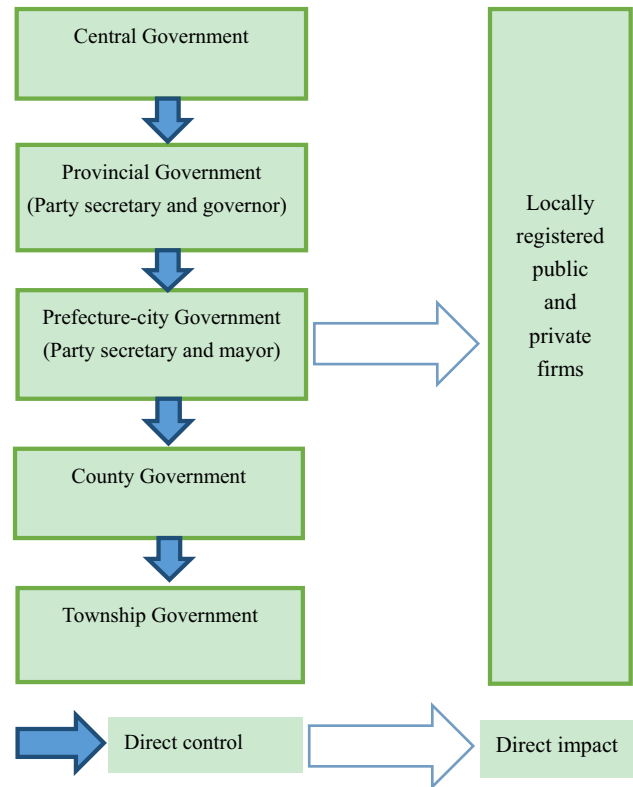 Central Government
Provincial Government
(Party secretary and governor)
Prefecture-city Government
(Party secretary and mayor)
County Government
Township Government
Locally
registered
public
and
private
firms
Direct control
Direct impact